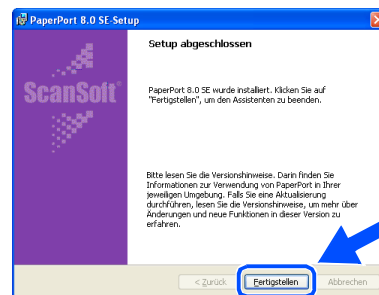 PaperPort 8.0 SE-Setup
Setup abgeschlossen
ScanSoft
PaperPort 8.0 SE wurde installiert. Klicken Sie auf
"Fertigstellen", um den Assistenten zu beenden.
Bitte lesen Sie die Versionshinweise. Darin finden Sie
Informationen zur Verwendung von PaperPort in Ihrer
jeweiligen Umgebung. Falls Sie eine Aktualisierung
durchführen, lesen Sie die Versionshinweise, um mehr über
Änderungen und neue Funktionen in dieser Version zu
erfahren.
< Zurück Fertigstellen Abbrechen